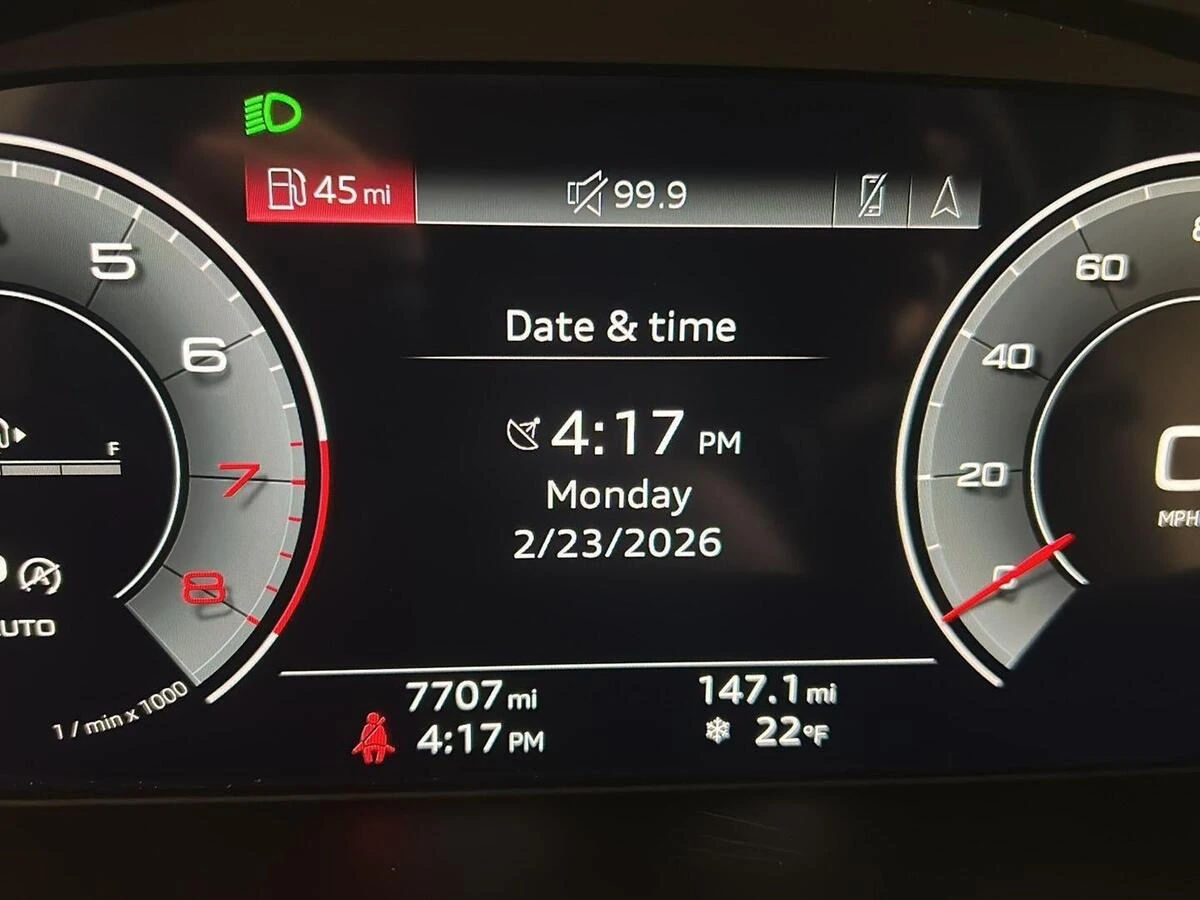 45 mi
99.9
5
6
7
8
F
UTO
1 / min x 1000
Date & time
4:17 PM
Monday
2/23/2026
60
40
20
0
MPH
7707 mi
4:17 PM
147.1 mi
22°F